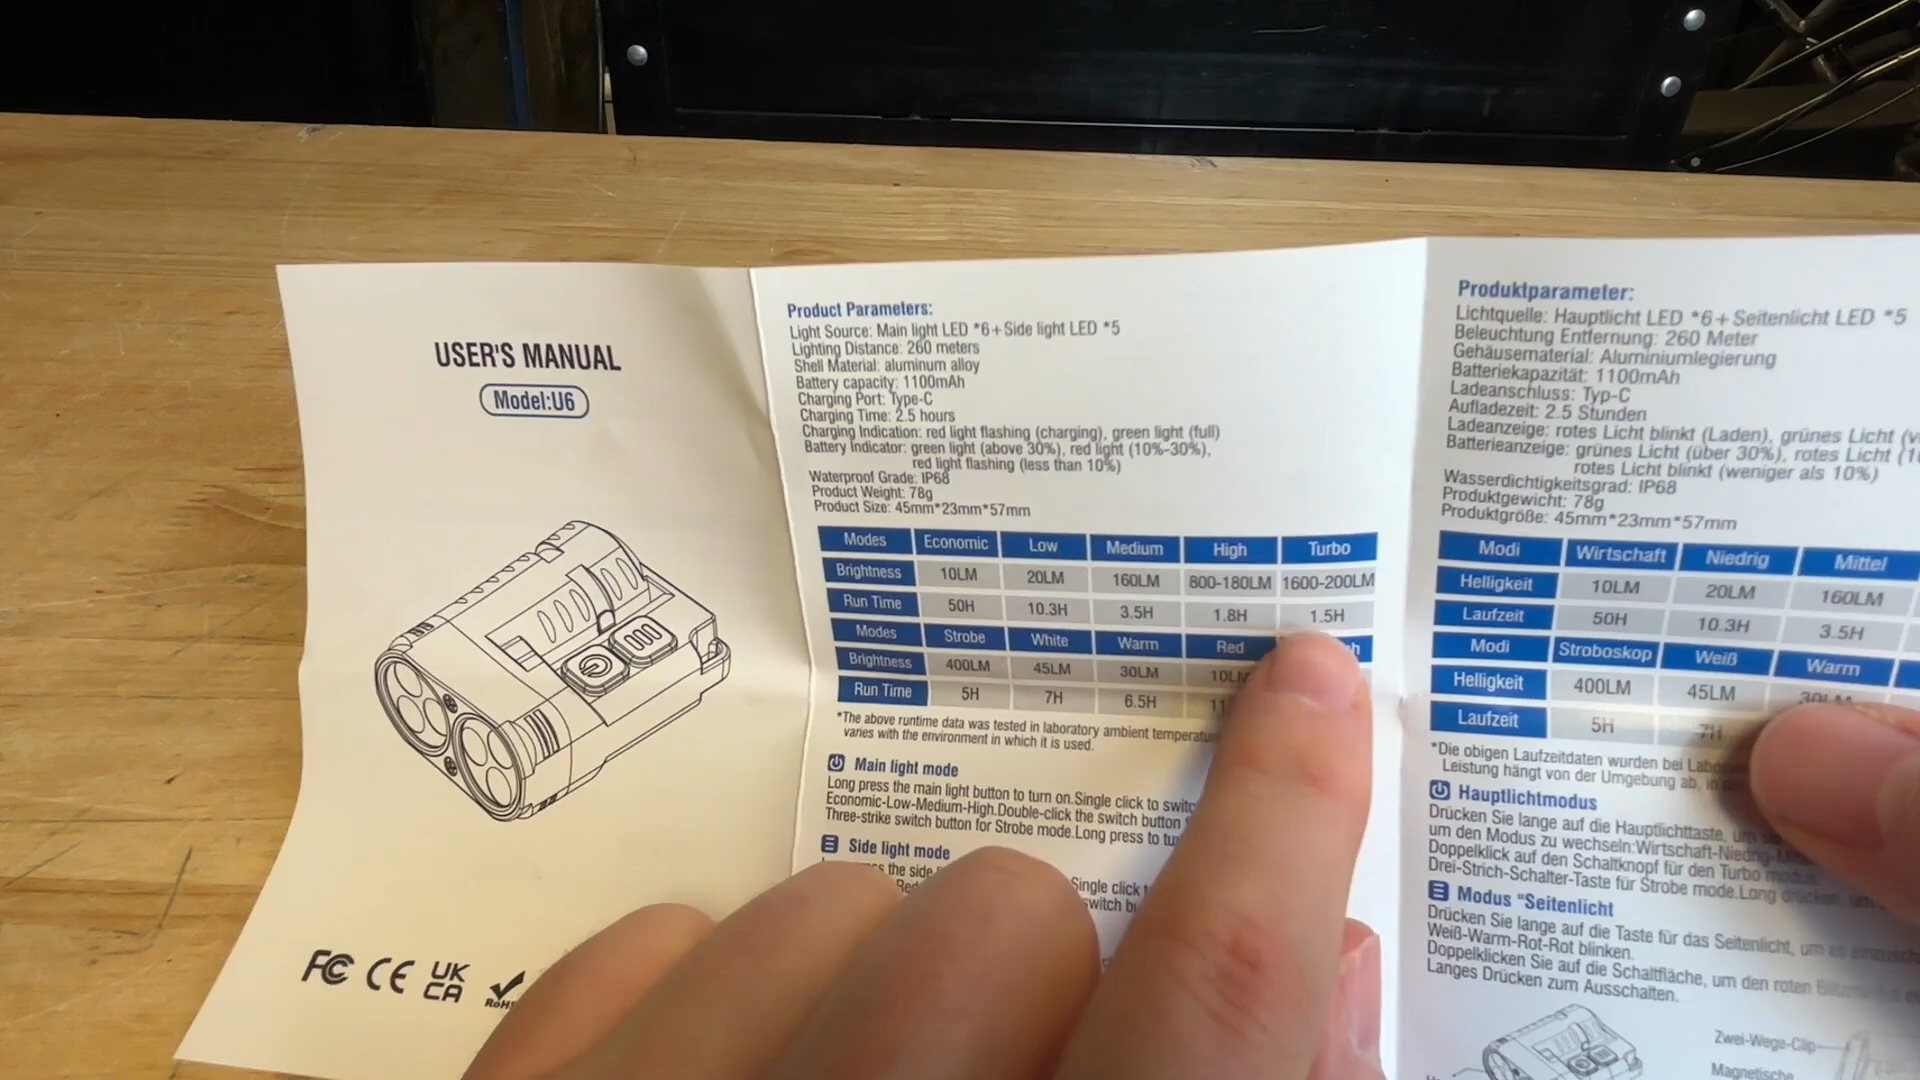 USER'S MANUAL
Model:U6
FC CE UK CA
Product Parameters:
Light Source: Main light LED *6+Side light LED *5
Lighting Distance: 260 meters
Shell Material: aluminum alloy
Battery capacity: 1100mAh
Charging Port: Type-C
Charging Time: 2.5 hours
Charging Indication: red light flashing (charging), green light (full)
Battery Indicator: green light (above 30%), red light (10%-30%),
red light flashing (less than 10%)
Waterproof Grade: IP68
Product Weight: 78g
Product Size: 45mm*23mm*57mm
Modes Economic Low Medium High Turbo
Brightness 10LM 20LM 160LM 800-180LM 1600-200LM
Run Time 50H 10.3H 3.5H 1.8H 1.5H
Modes Strobe White Warm Red
Brightness 400LM 45LM 30LM
Run Time 5H 7H 6.5H
*The above runtime data was tested in laboratory ambient
varies with the environment in which it is used.
Main light mode
Long press the main light button to turn on.Single click to
Economic-Low-Medium-High.Double-click the switch button
Three-strike switch button for Strobe mode.Long press to
Side light mode
the side
Single click
switch
Produktparameter:
Lichtquelle: Hauptlicht LED *6+Seitenlicht LED *5
Beleuchtung Entfernung: 260 Meter
Gehäusematerial: Aluminiumlegierung
Batteriekapazität: 1100mAh
Ladeanschluss: Typ-C
Aufladezeit: 2.5 Stunden
Ladeanzeige: rotes Licht blinkt (Laden), grünes Licht
Batterieanzeige: grünes Licht (über 30%), rotes Licht
rotes Licht blinkt (weniger als 10%)
Wasserdichtigkeitsgrad: IP68
Produktgewicht: 78g
Produktgröße: 45mm*23mm*57mm
Modi Wirtschaft Niedrig Mittel
Helligkeit 10LM 20LM 160LM
Laufzeit 50H 10.3H 3.5H
Modi Stroboskop Weiß Warm
Helligkeit 400LM 45LM 30LM
Laufzeit 5H 7H
*Die obigen Laufzeitdaten wurden bei
Leistung hängt von der Umgebung ab,
Hauptlichtmodus
Drücken Sie lange auf die Hauptlichttaste,
um den Modus zu wechseln:Wirtschaft-Niedrig-
Doppelklick auf den Schaltknopf für den Turbo
Drei-Strich-Schalter-Taste für Strobe mode.Long
Modus "Seitenlicht
Drücken Sie lange auf die Taste für das Seitenlicht, um
Weiß-Warm-Rot-Rot blinken.
Doppelklicken Sie auf die Schaltfläche, um den roten
Langes Drücken zum Ausschalten.
Zwei-Wege-Clip
Magnetische